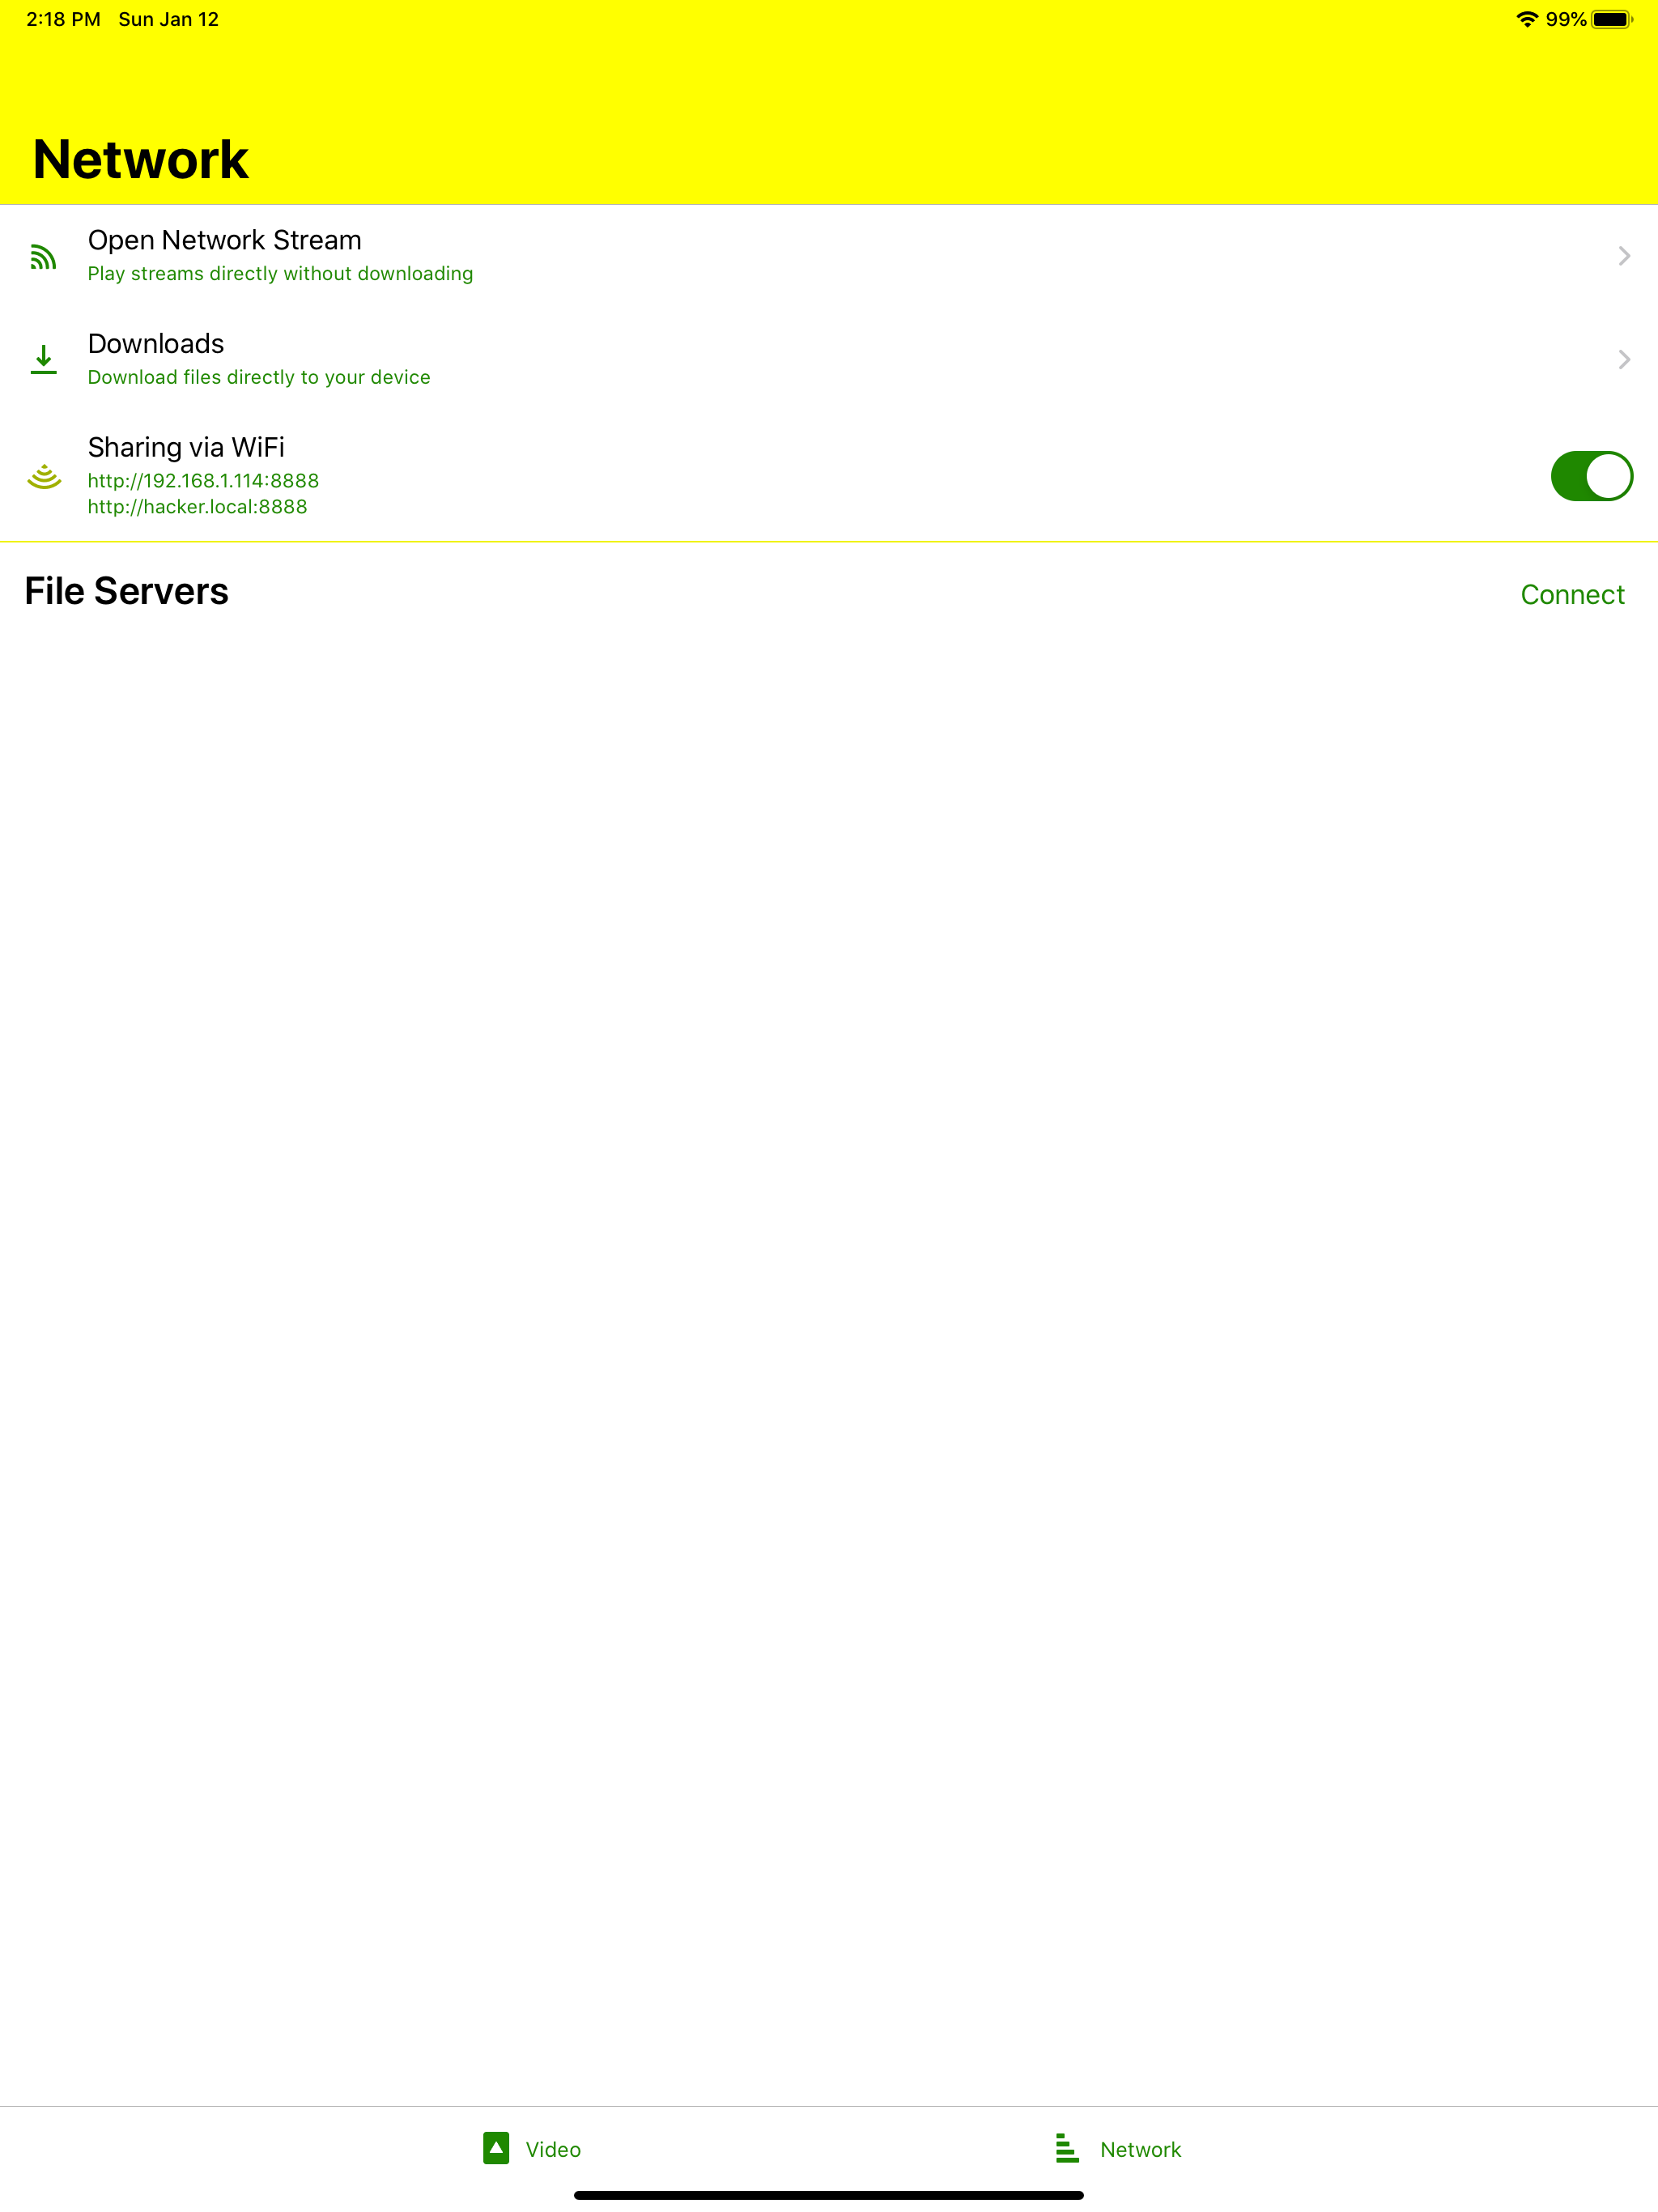 2:18 PM Sun Jan 12
99%
Network
Open Network Stream
Play streams directly without downloading
Downloads
Download files directly to your device
Sharing via WiFi
http://192.168.1.114:8888
http://hacker.local:8888
File Servers
Connect
Video
Network